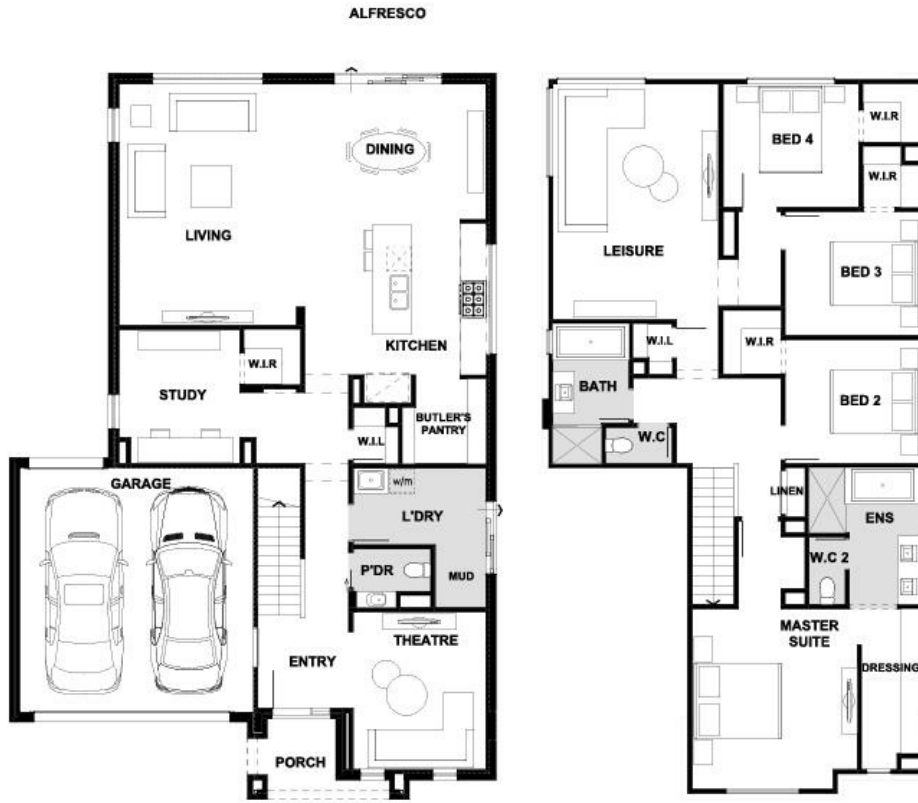 ALFRESCO
DINING
LIVING
KITCHEN
W.I.R
STUDY
BUTLER'S
PANTRY
W.I.L
GARAGE
w/m
L'DRY
P'DR
MUD
THEATRE
ENTRY
PORCH
W.I.R
BED 4
W.I.R
LEISURE
BED 3
W.I.L
W.I.R
BATH
BED 2
W.C
LINEN
ENS
W.C 2
MASTER
SUITE
DRESSING